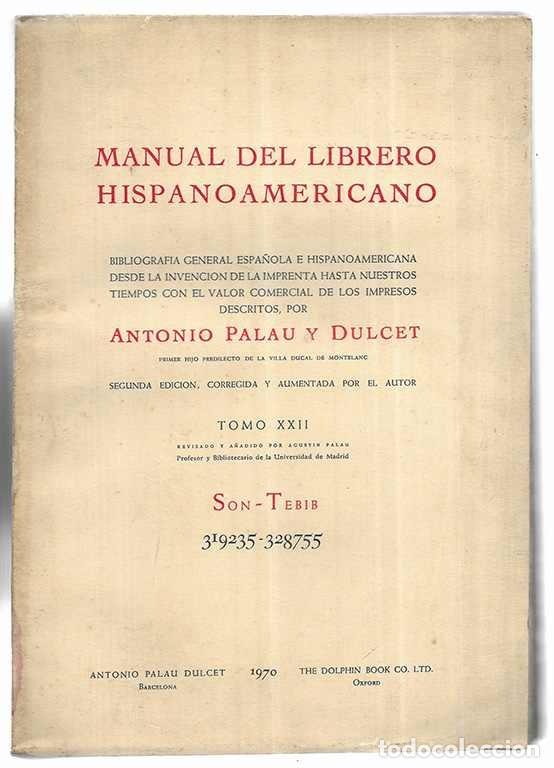 MANUAL DEL LIBRERO
HISPANOAMERICANO
BIBLIOGRAFIA GENERAL ESPAÑOLA E HISPANOAMERICANA
DESDE LA INVENCION DE LA IMPRENTA HASTA NUESTROS
TIEMPOS CON EL VALOR COMERCIAL DE LOS IMPRESOS
DESCRITOS, POR
ANTONIO PALAU Y DULCET
PRIMER HIJO PREDILECTO DE LA VILLA DUCAL DE MONTBLANC
SEGUNDA EDICION, CORREGIDA Y AUMENTADA POR EL AUTOR
TOMO XXII
REVISADO Y AÑADIDO POR AGUSTIN PALAU
Profesor y Bibliotecario de la Universidad de Madrid
SON - TEBIB
319235-328755
ANTONIO PALAU DULCET 1970 THE DOLPHIN BOOK CO. LTD.
BARCELONA OXFORD
todocoleccion